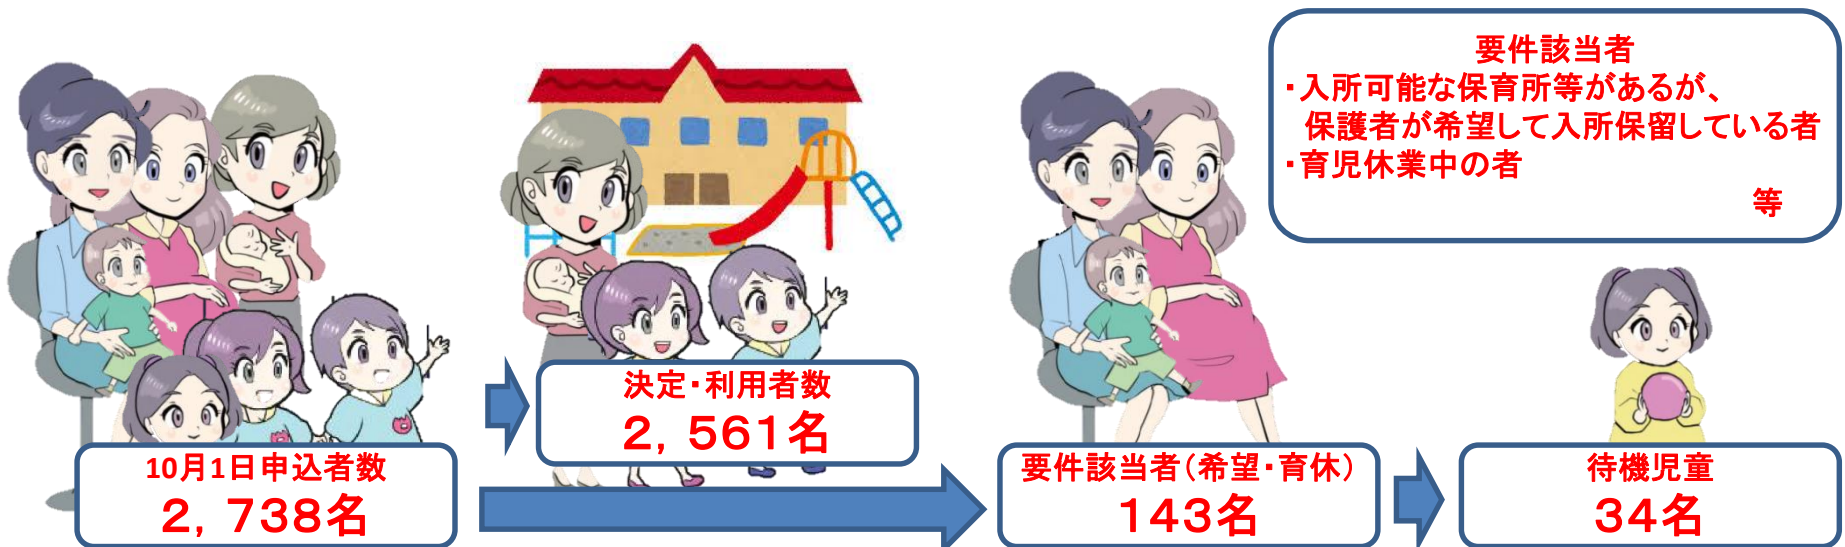 要件該当者
・入所可能な保育所等があるが、
保護者が希望して入所保留している者
・育児休業中の者
等
決定・利用者数
2，561名
10月1日申込者数
2，738名
要件該当者（希望・育休）
143名
待機児童
34名